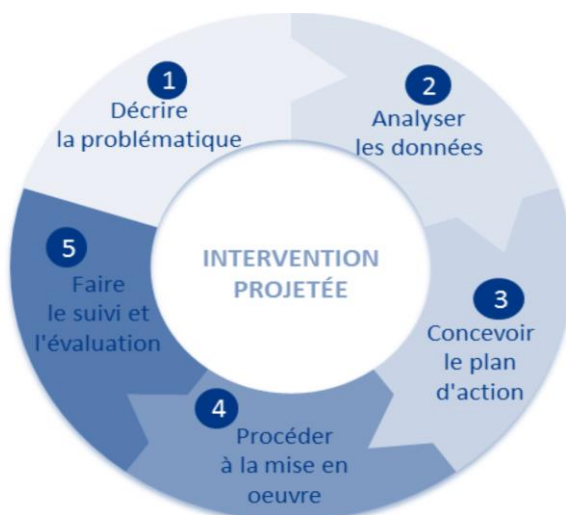 1
Décrire
la problématique
2
Analyser
les données
3
Concevoir
le plan
d'action
4
Procéder
à la mise en
oeuvre
5
Faire
le suivi et
l'évaluation
INTERVENTION
PROJETÉE